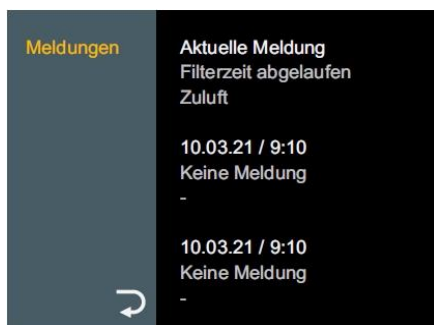 Meldungen
Aktuelle Meldung
Filterzeit abgelaufen
Zuluft
10.03.21 / 9:10
Keine Meldung
-
10.03.21 / 9:10
Keine Meldung
-